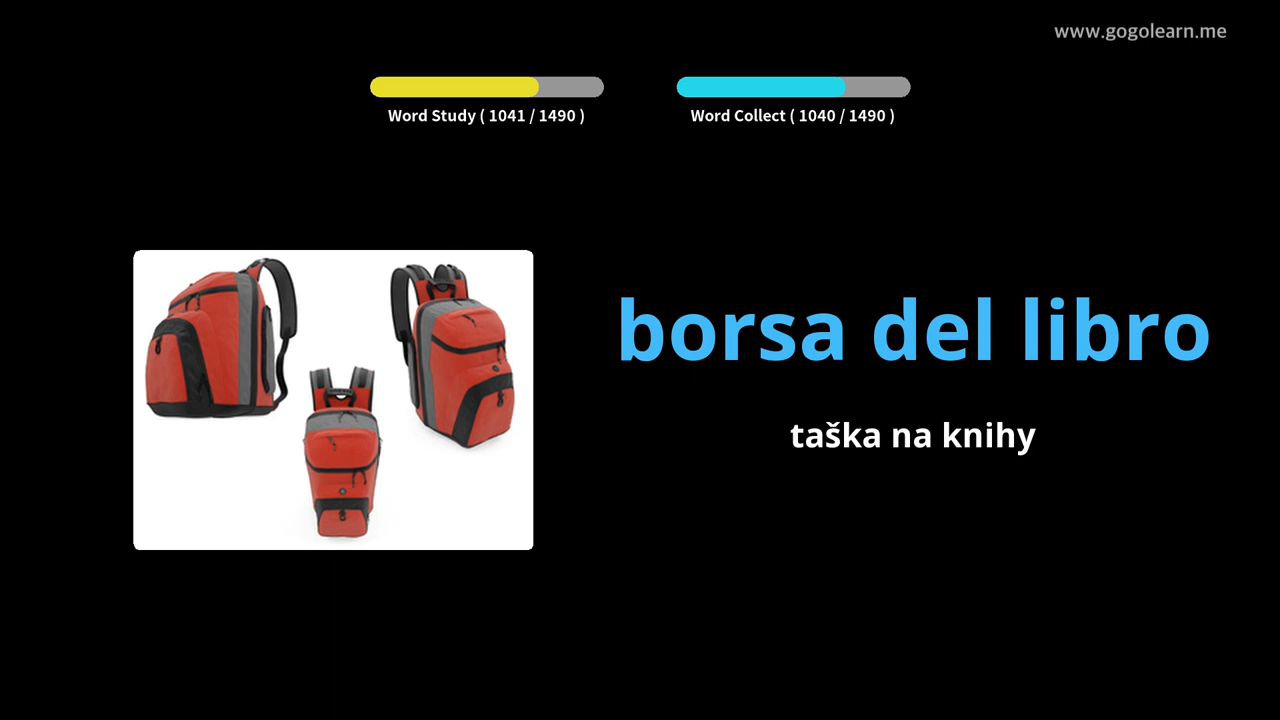 www.gogolearn.me
Word Study ( 1041 / 1490 )
Word Collect ( 1040 / 1490 )
borsa del libro
taška na knihy